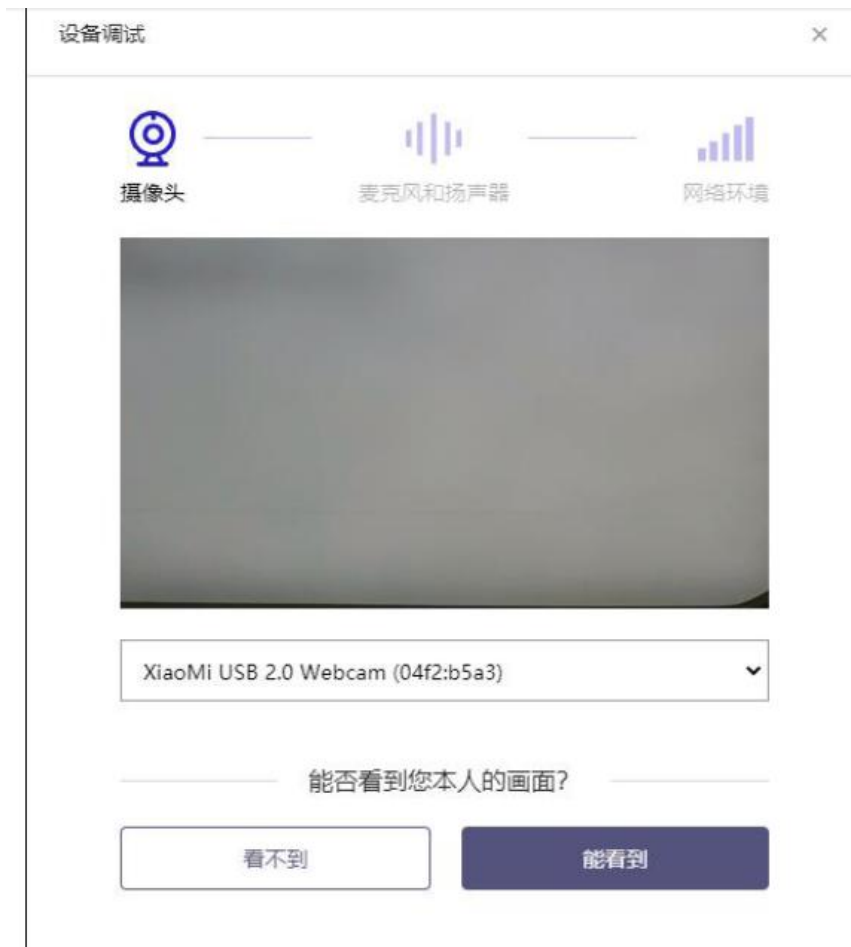 设备调试
摄像头
麦克风和扬声器
网络环境
XiaoMi USB 2.0 Webcam (04f2:b5a3)
能否看到您本人的画面?
看不到
能看到